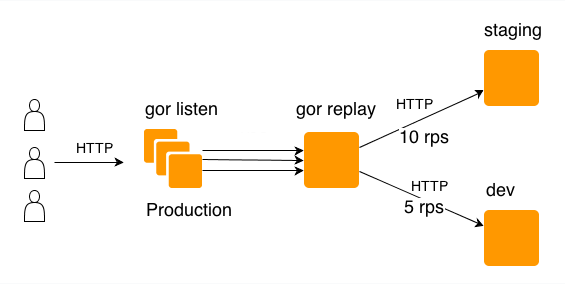 staging
gor listen
gor replay
HTTP
10 rps
HTTP
HTTP
5 rps
dev
Production